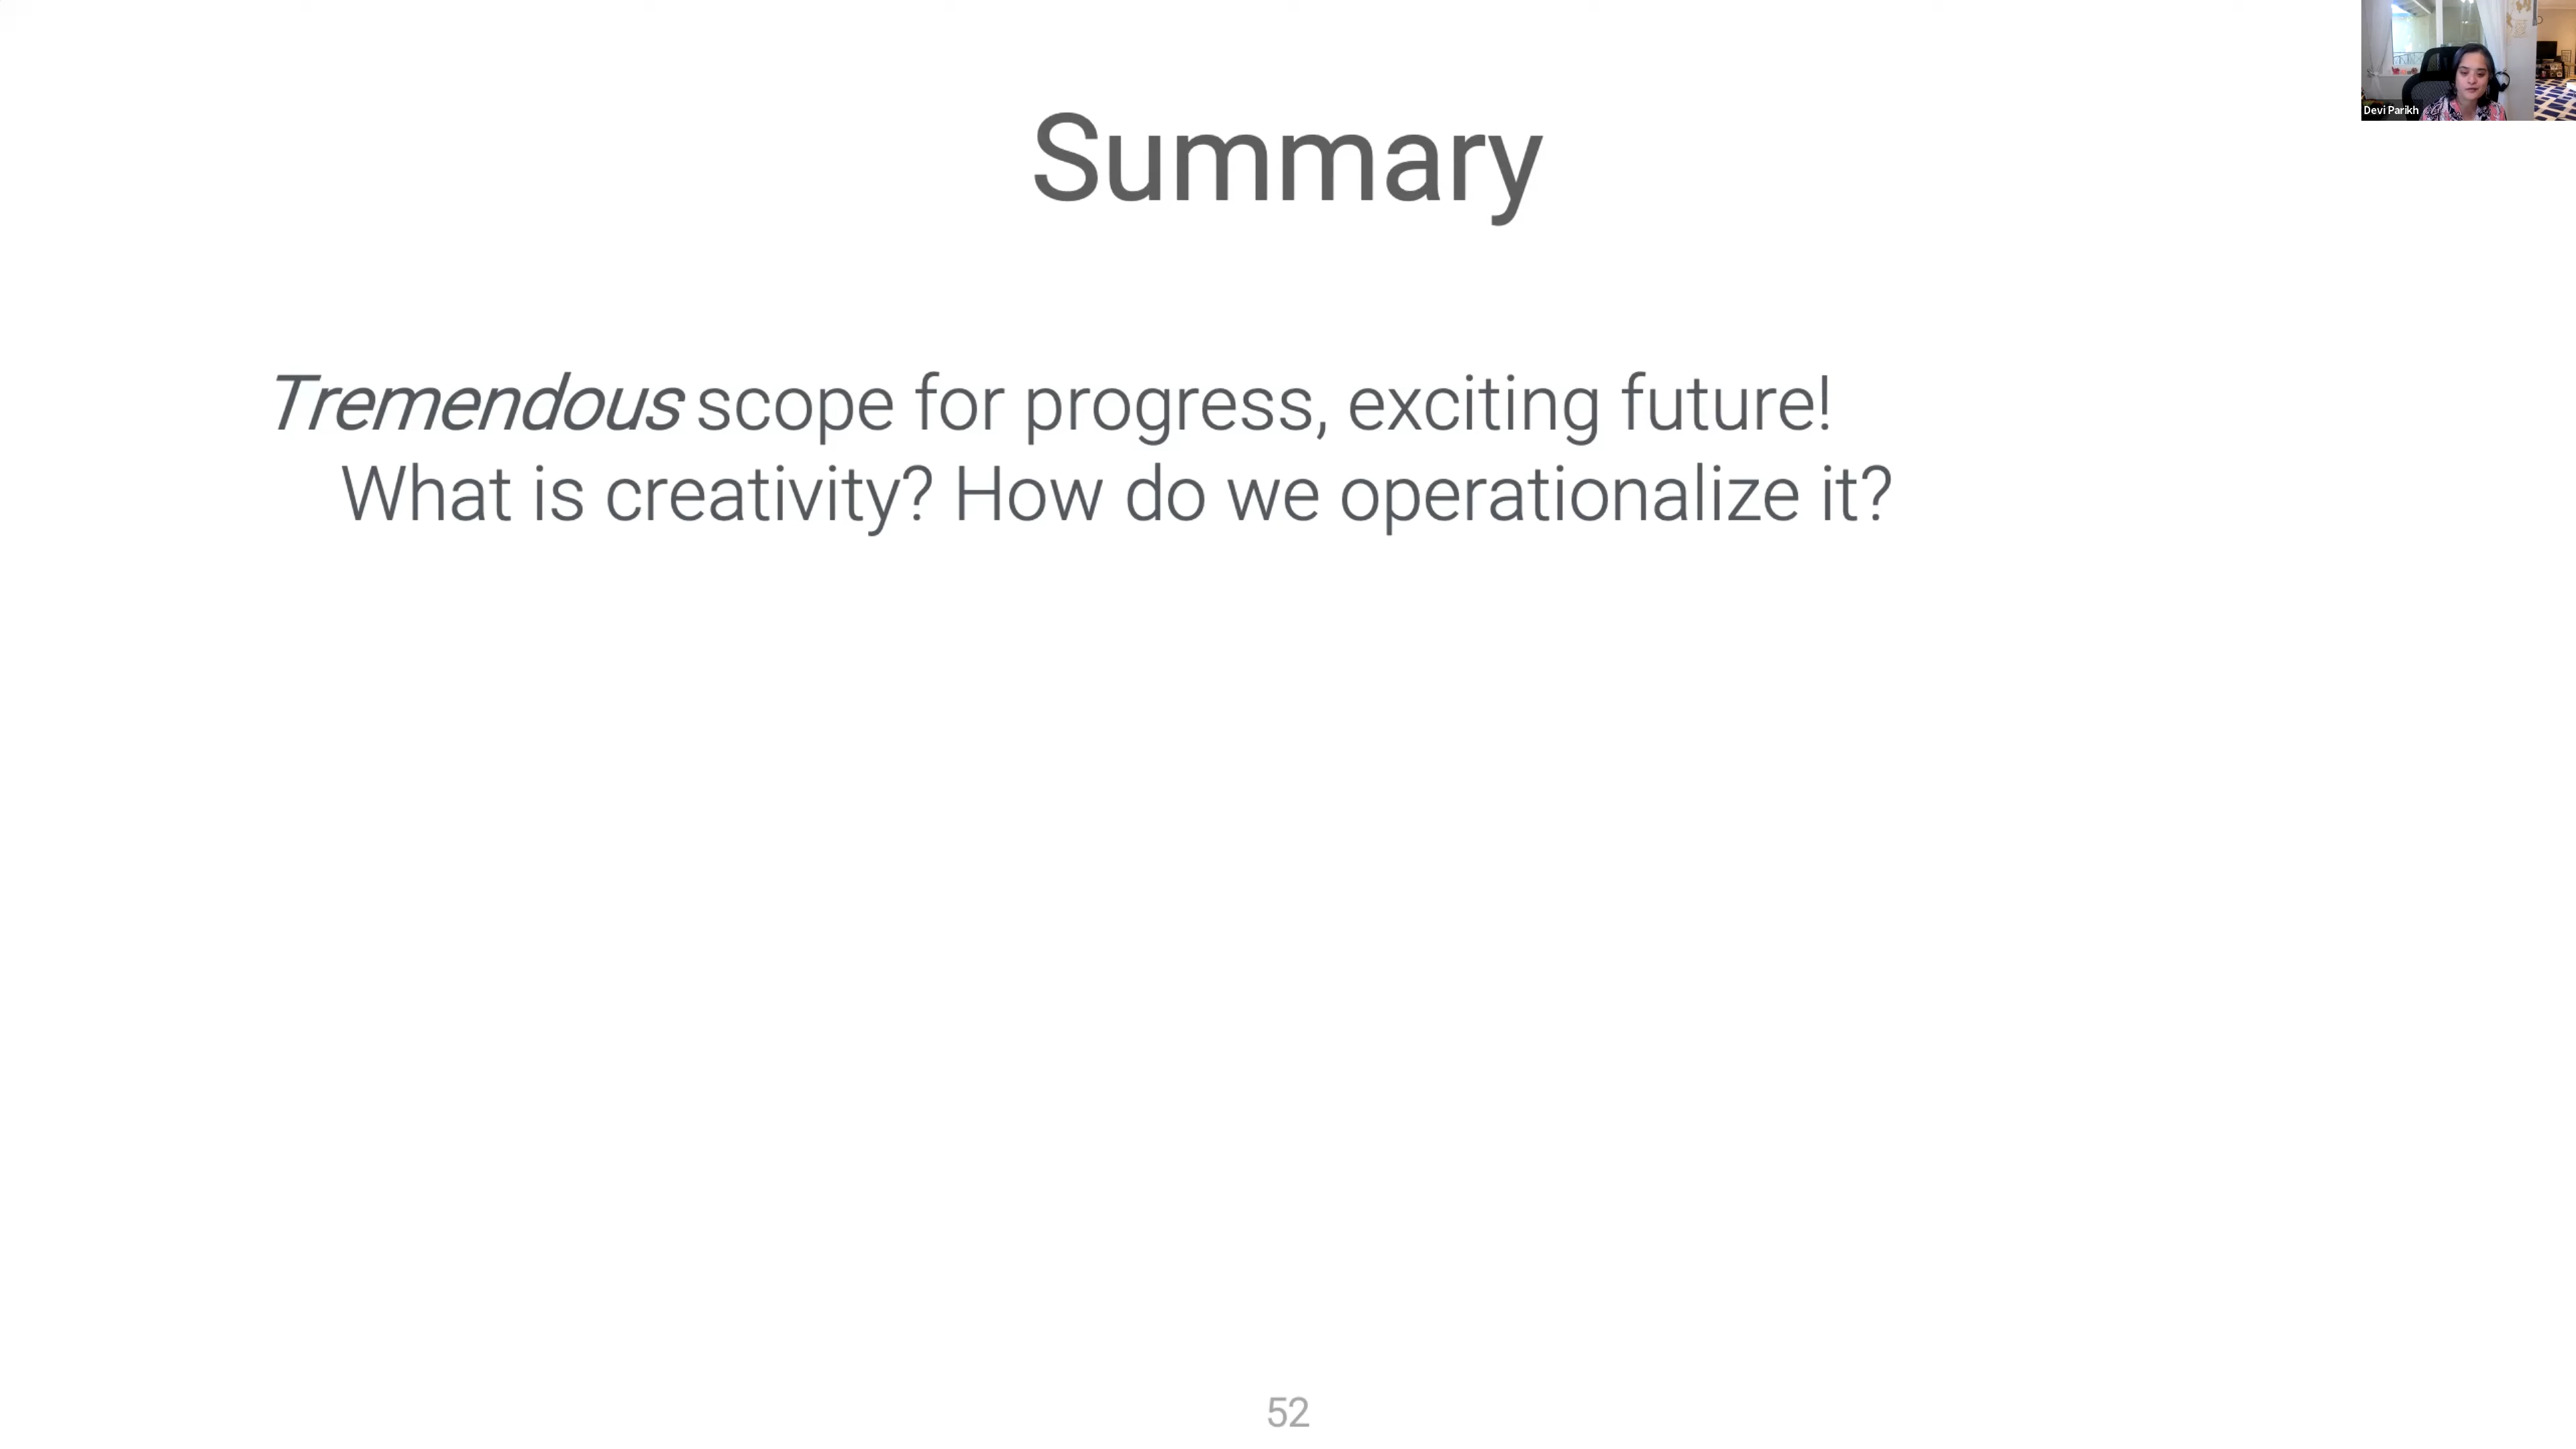 Devi Parikh
Summary
Tremendous scope for progress, exciting future!
What is creativity? How do we operationalize it?
52